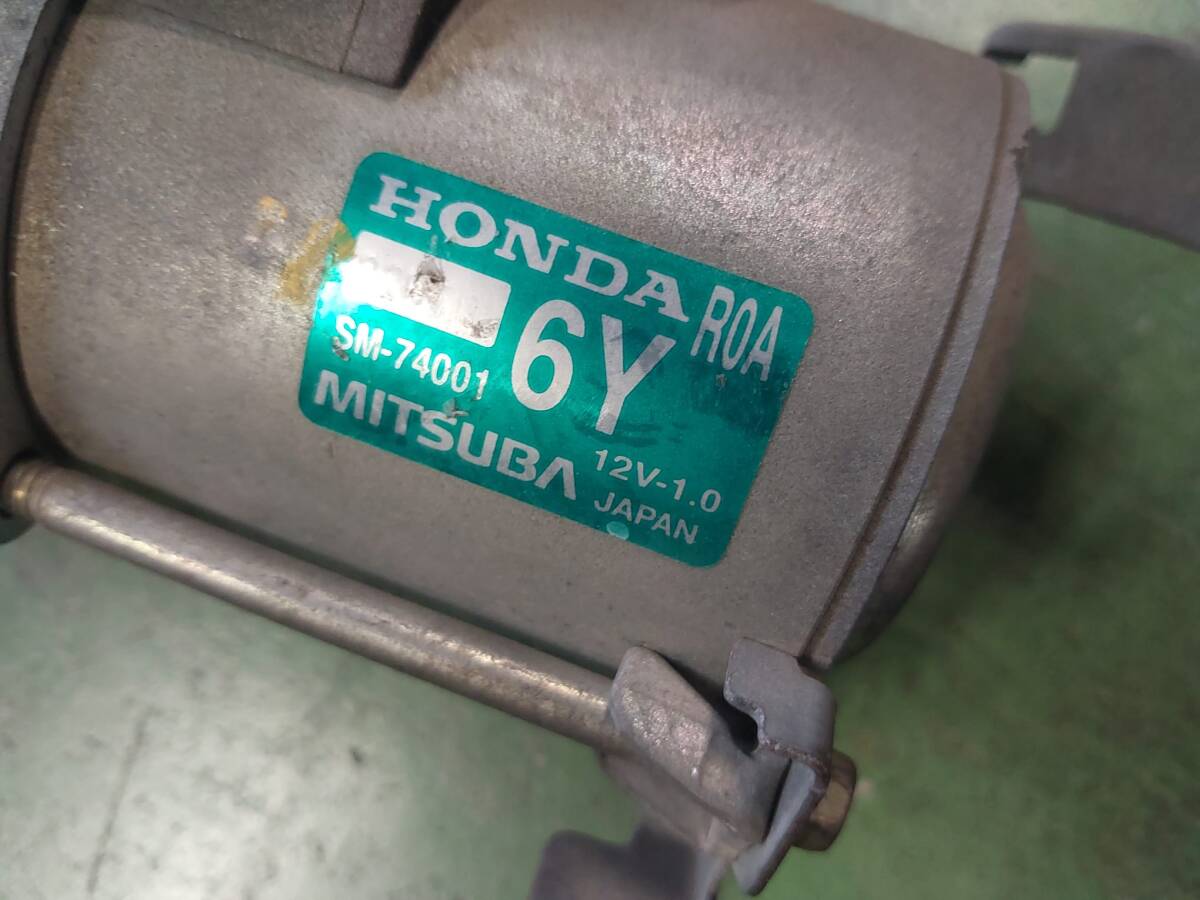 HONDA
6Y
R0A
SM-74001
MITSUBA
12V-1.0
JAPAN